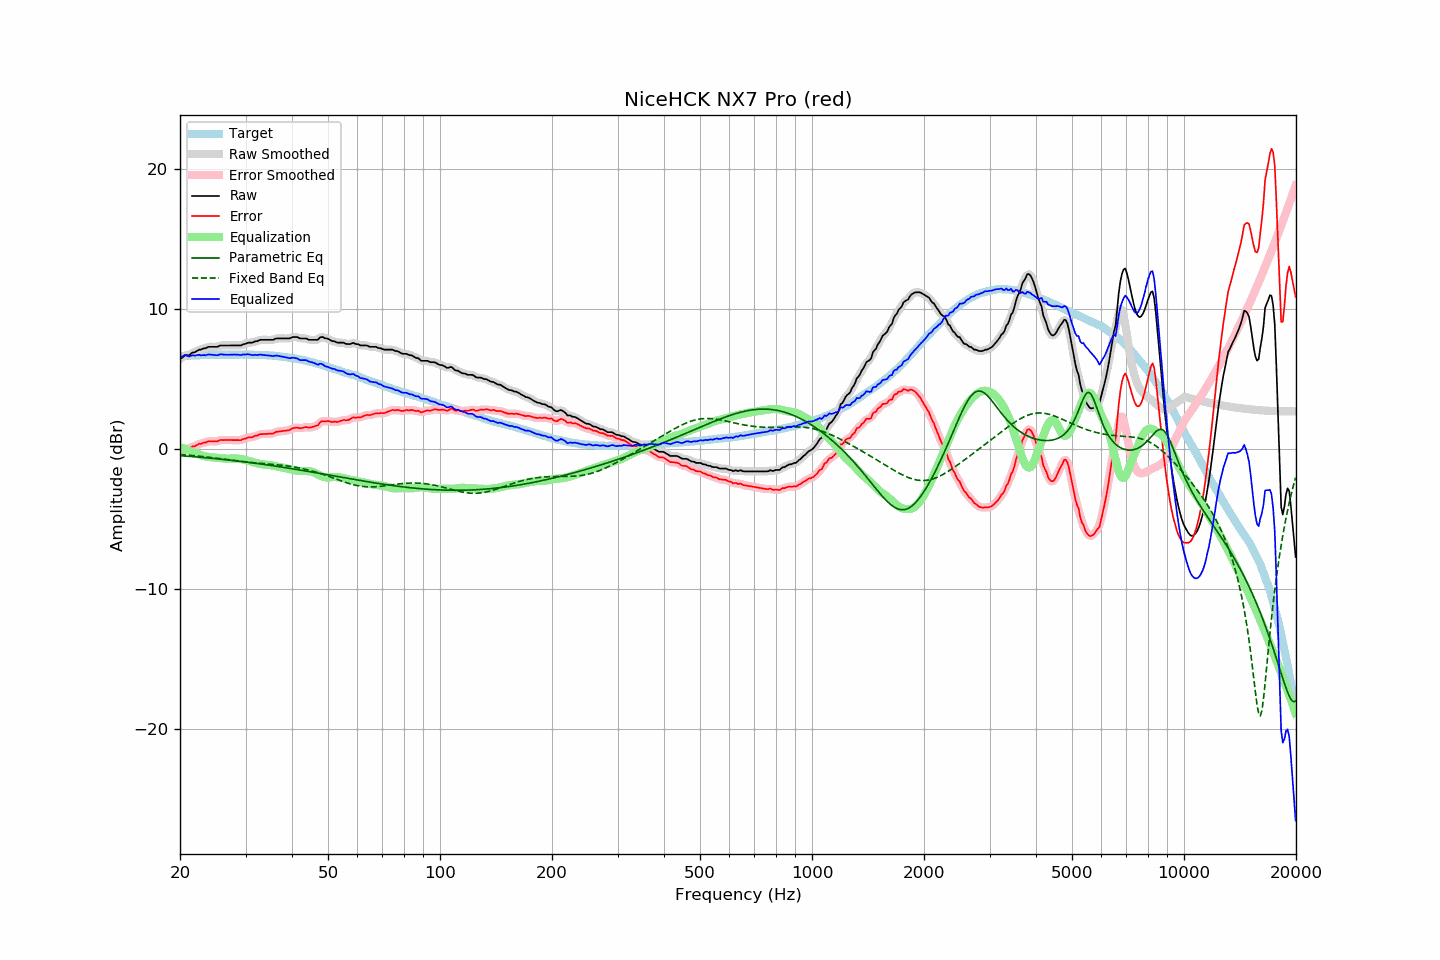 NiceHCK NX7 Pro (red)
Target
Raw Smoothed
Error Smoothed
Raw
Error
Equalization
Parametric Eq
Fixed Band Eq
Equalized
Amplitude (dBr)
20
10
0
−10
−20
20 50 100 200 500 1000 2000 5000 10000 20000
Frequency (Hz)